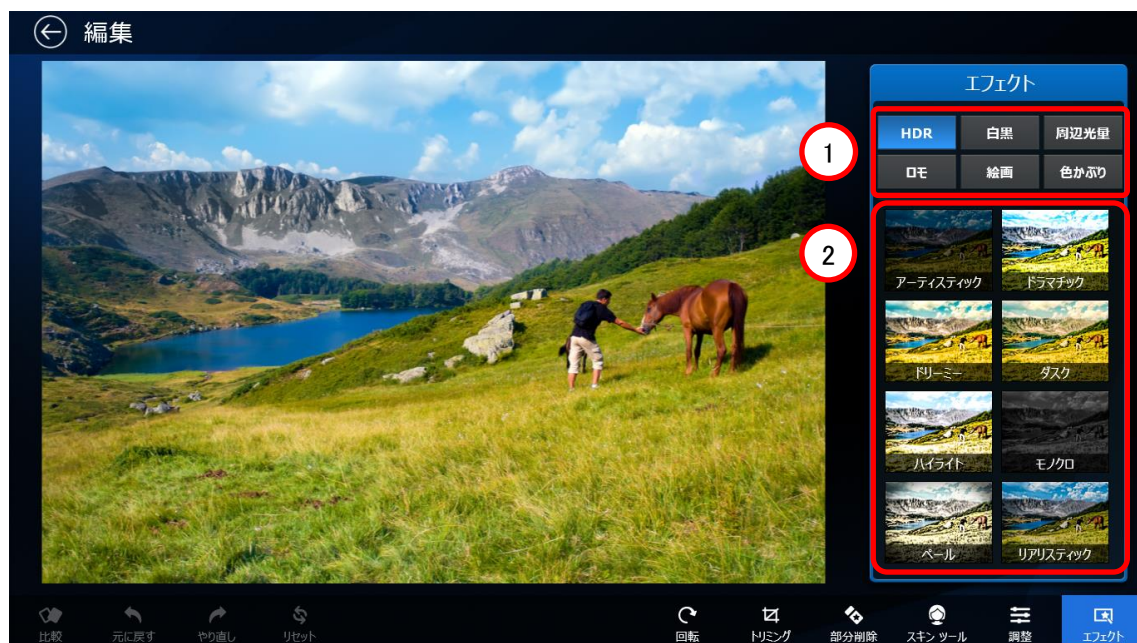 編集
エフェクト
HDR 白黒 周辺光量
ロモ 絵画 色かぶり
1
2
アーティスティック ドラマチック
ドリーミー ダスク
ハイライト モノクロ
ペール リアリスティック
比較 元に戻す やり直し リセット 回転 トリミング 部分削除 スキン ツール 調整 エフェクト